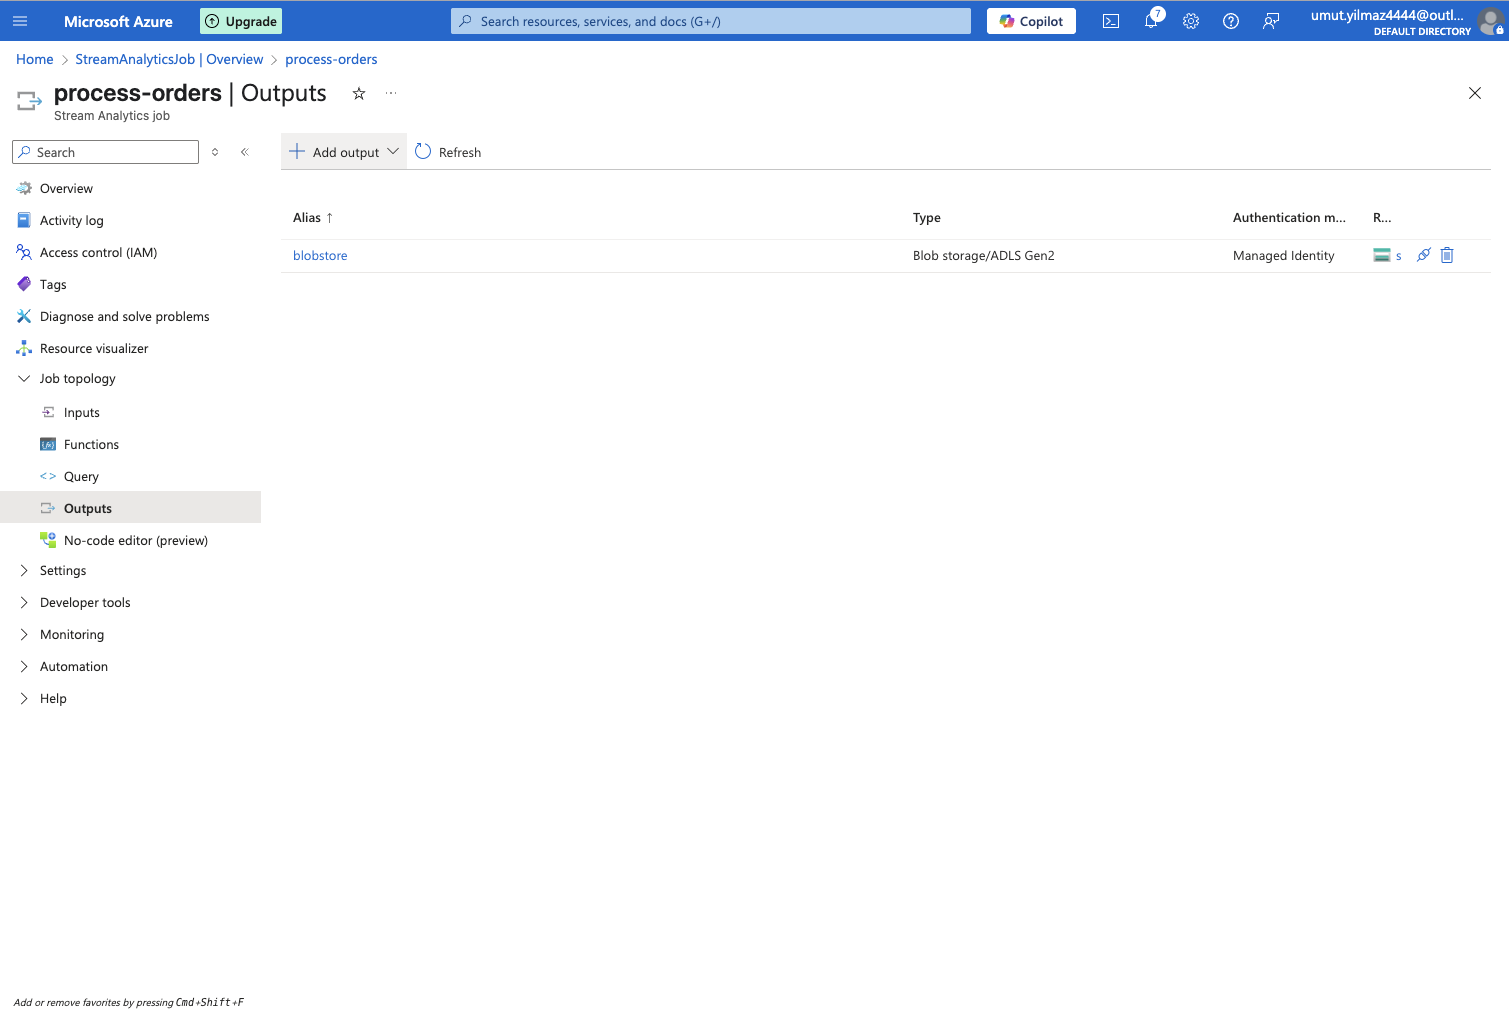 Microsoft Azure
Upgrade
Search resources, services, and docs (G+/)
Copilot
7
umut.yilmaz4444@outl...
DEFAULT DIRECTORY
Home > StreamAnalyticsJob | Overview > process-orders
process-orders | Outputs
Stream Analytics job
Search
Add output
Refresh
Overview
Activity log
Access control (IAM)
Tags
Diagnose and solve problems
Resource visualizer
Job topology
Inputs
Functions
Query
Outputs
No-code editor (preview)
Settings
Developer tools
Monitoring
Automation
Help
Alias ↑ Type Authentication m... R...
blobstore Blob storage/ADLS Gen2 Managed Identity s
Add or remove favorites by pressing Cmd+Shift+F